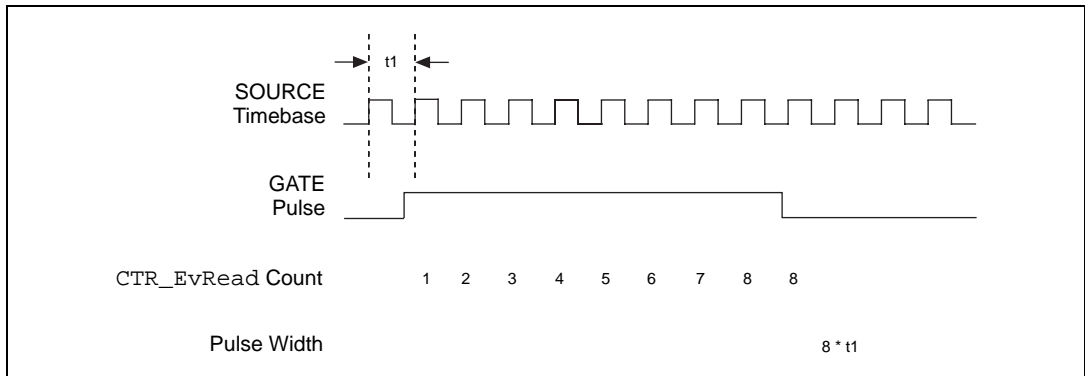 t1
SOURCE
Timebase
GATE
Pulse
CTR_EvRead Count 1 2 3 4 5 6 7 8 8
Pulse Width 8 * t1